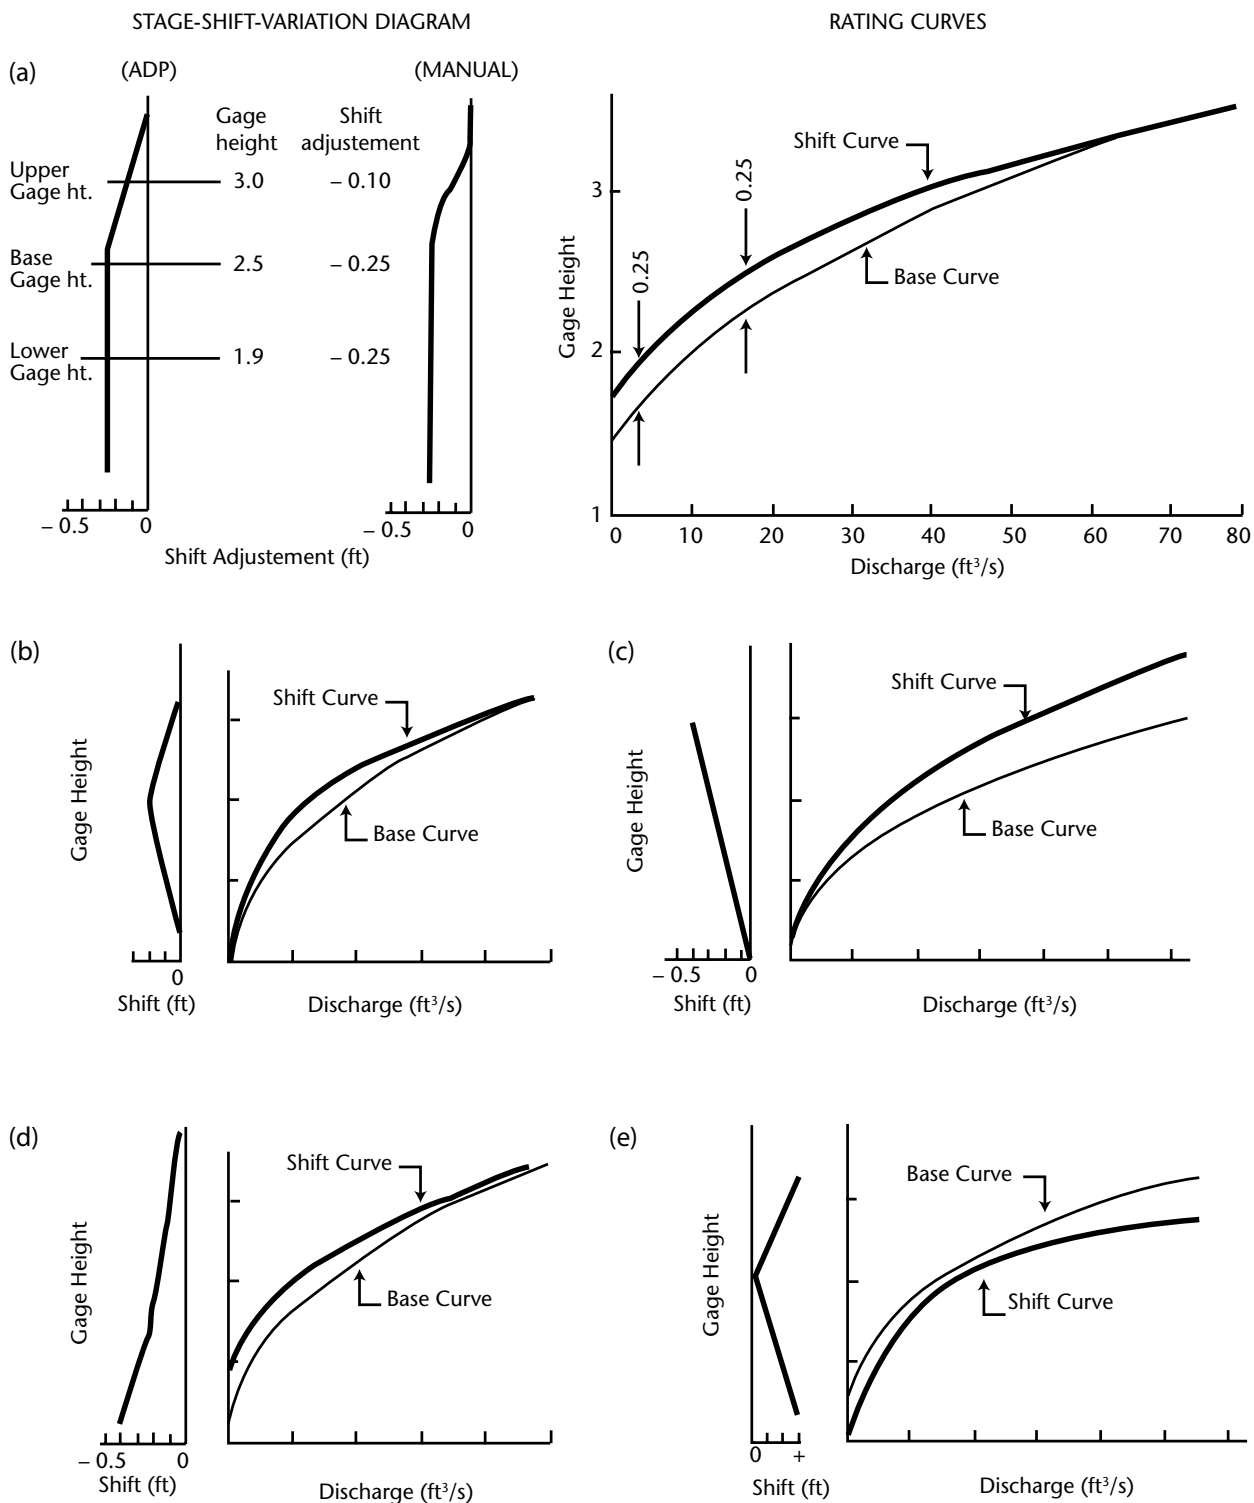 STAGE-SHIFT-VARIATION DIAGRAM
RATING CURVES
(a)
(ADP)
(MANUAL)
Gage height
Shift adjustement
Upper Gage ht.
3.0
– 0.10
Base Gage ht.
2.5
– 0.25
Lower Gage ht.
1.9
– 0.25
– 0.5
0
– 0.5
0
Shift Adjustement (ft)
Gage Height
3
2
1
0.25
0.25
Shift Curve
Base Curve
0 10 20 30 40 50 60 70 80
Discharge (ft³/s)
(b)
Gage Height
0
Shift (ft)
Shift Curve
Base Curve
Discharge (ft³/s)
(c)
Gage Height
– 0.5
0
Shift (ft)
Shift Curve
Base Curve
Discharge (ft³/s)
(d)
Gage Height
– 0.5
0
Shift (ft)
Shift Curve
Base Curve
Discharge (ft³/s)
(e)
Gage Height
0
+
Shift (ft)
Base Curve
Shift Curve
Discharge (ft³/s)